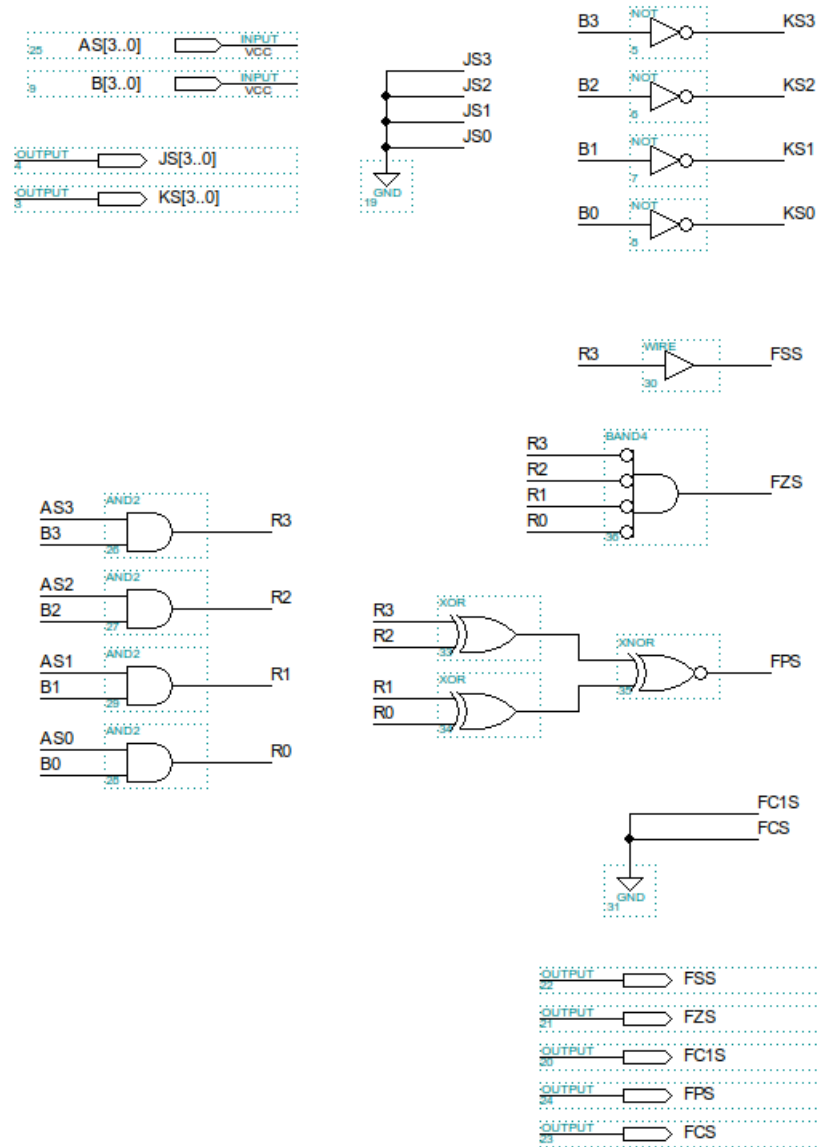 AS[3..0] INPUT VCC 25
B[3..0] INPUT VCC 9
OUTPUT 4 JS[3..0]
OUTPUT 3 KS[3..0]
JS3
JS2
JS1
JS0
GND
19
B3 NOT 5 KS3
B2 NOT 6 KS2
B1 NOT 7 KS1
B0 NOT 8 KS0
R3 WIRE 30 FSS
BAND4
R3
R2
R1
R0
36
FZS
AS3
B3
AND2
26
R3
AS2
B2
AND2
27
R2
AS1
B1
AND2
29
R1
AS0
B0
AND2
28
R0
R3
R2
XOR
33
R1
R0
XOR
34
XNOR
35
FPS
FC1S
FCS
GND
31
OUTPUT 22 FSS
OUTPUT 21 FZS
OUTPUT 20 FC1S
OUTPUT 24 FPS
OUTPUT 23 FCS